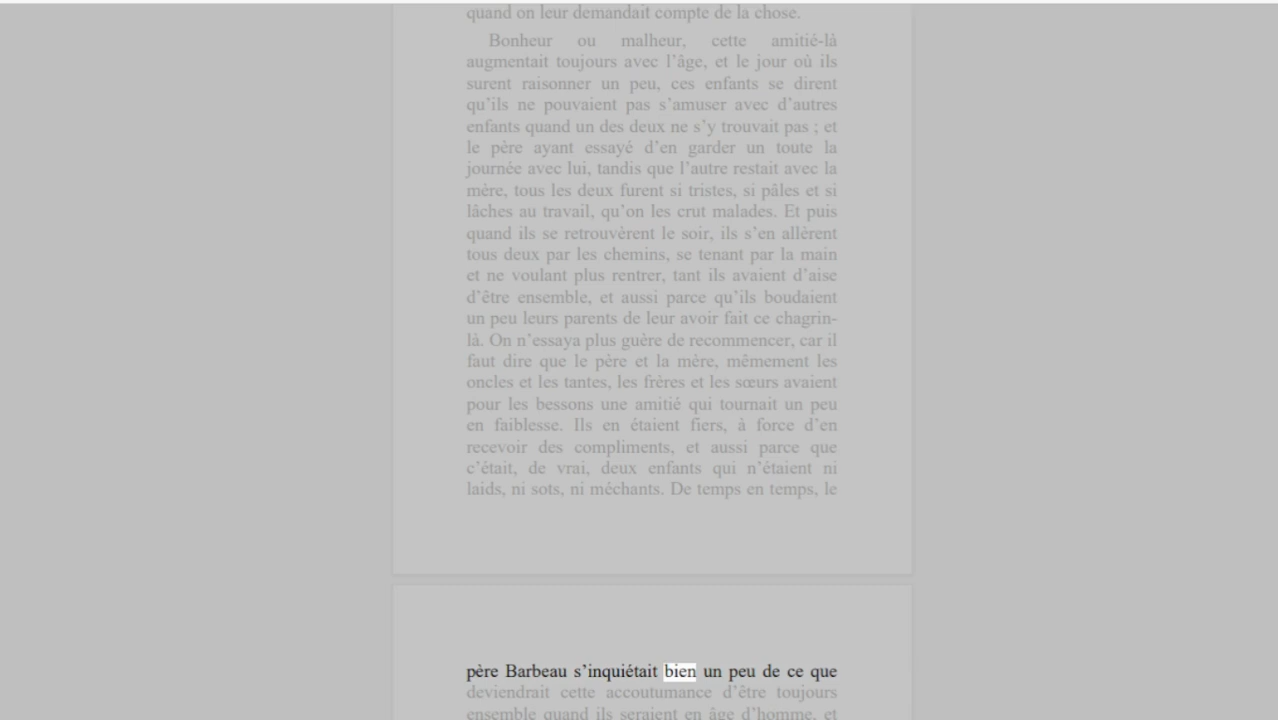 quand on leur demandait compte de la chose.
Bonheur ou malheur, cette amitié-là
augmentait toujours avec l’âge, et le jour où ils
surent raisonner un peu, ces enfants se dirent
qu’ils ne pouvaient pas s’amuser avec d’autres
enfants quand un des deux ne s’y trouvait pas ; et
le père ayant essayé d’en garder un toute la
journée avec lui, tandis que l’autre restait avec la
mère, tous les deux furent si tristes, si pâles et si
lâches au travail, qu’on les crut malades. Et puis
quand ils se retrouvèrent le soir, ils s’en allèrent
tous deux par les chemins, se tenant par la main
et ne voulant plus rentrer, tant ils avaient d’aise
d’être ensemble, et aussi parce qu’ils boudaient
un peu leurs parents de leur avoir fait ce chagrin-
là. On n’essaya plus guère de recommencer, car il
faut dire que le père et la mère, mêmement les
oncles et les tantes, les frères et les sœurs avaient
pour les bessons une amitié qui tournait un peu
en faiblesse. Ils en étaient fiers, à force d’en
recevoir des compliments, et aussi parce que
c’était, de vrai, deux enfants qui n’étaient ni
laids, ni sots, ni méchants. De temps en temps, le
père Barbeau s’inquiétait bien un peu de ce que
deviendrait cette accoutumance d’être toujours
ensemble quand ils seraient en âge d’homme, et